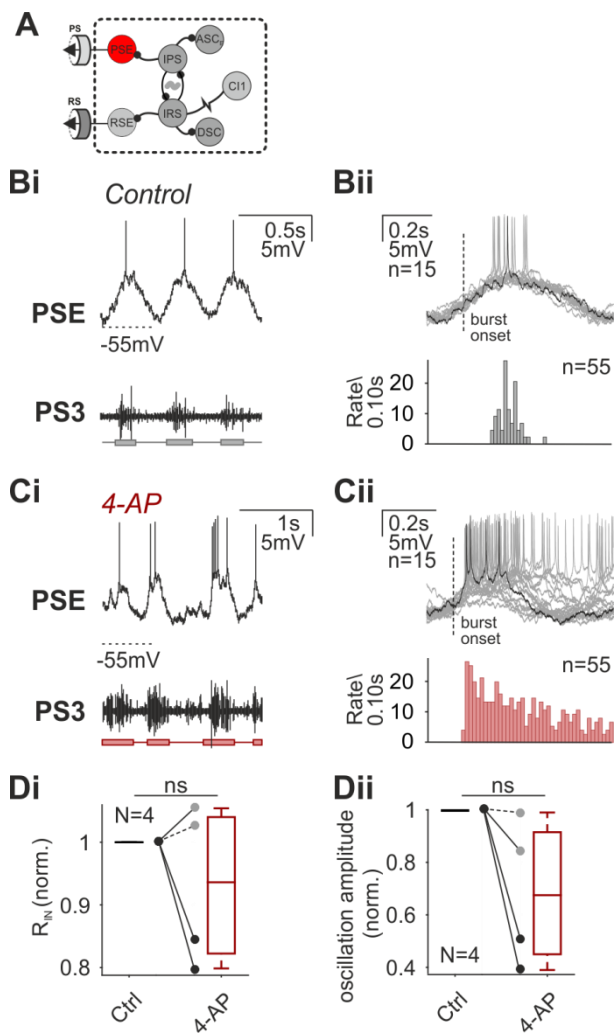 A
PS
PSE
IPS
ASCr
CI1
RS
RSE
IRS
DSC
Bi
Control
0.5s
5mV
PSE
-55mV
PS3
Bii
0.2s
5mV
n=15
burst
onset
n=55
Rate\
0.10s
20
10
0
Ci
4-AP
1s
5mV
PSE
-55mV
PS3
Cii
0.2s
5mV
n=15
burst
onset
n=55
Rate\
0.10s
20
10
0
Di
ns
N=4
RIN (norm.)
1
0.9
0.8
Ctrl
4-AP
Dii
ns
N=4
oscillation amplitude
(norm.)
1
0.8
0.6
0.4
Ctrl
4-AP